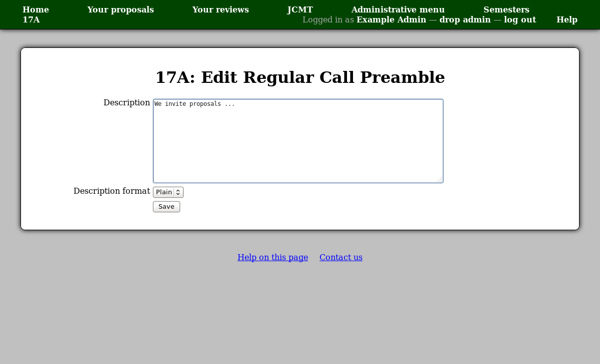 Home Your proposals Your reviews JCMT Administrative menu Semesters
17A Logged in as Example Admin — drop admin — log out Help
17A: Edit Regular Call Preamble
Description We invite proposals ...
Description format Plain
Save
Help on this page Contact us